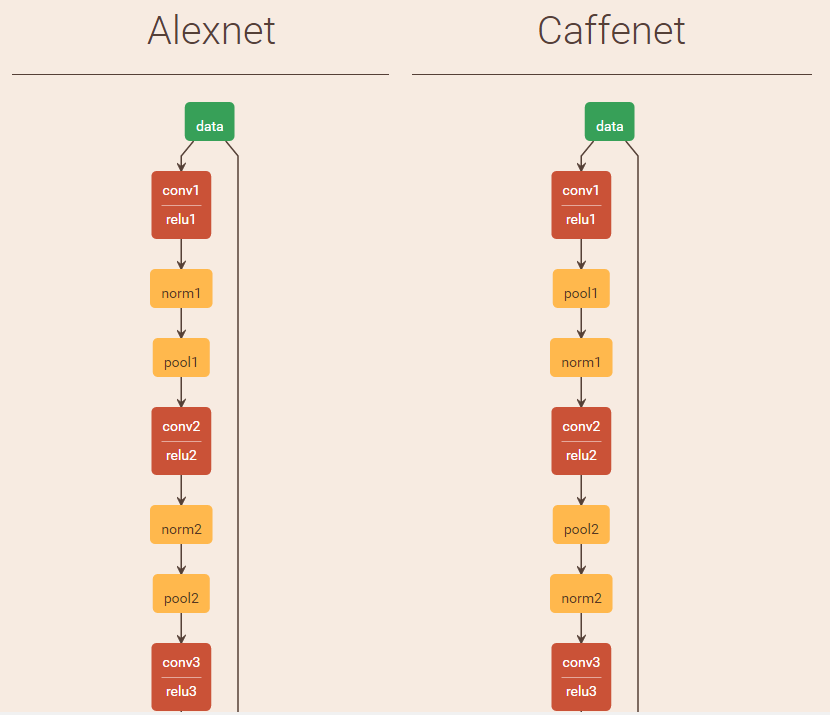 Alexnet
data
conv1
relu1
norm1
pool1
conv2
relu2
norm2
pool2
conv3
relu3
Caffenet
data
conv1
relu1
pool1
norm1
conv2
relu2
pool2
norm2
conv3
relu3